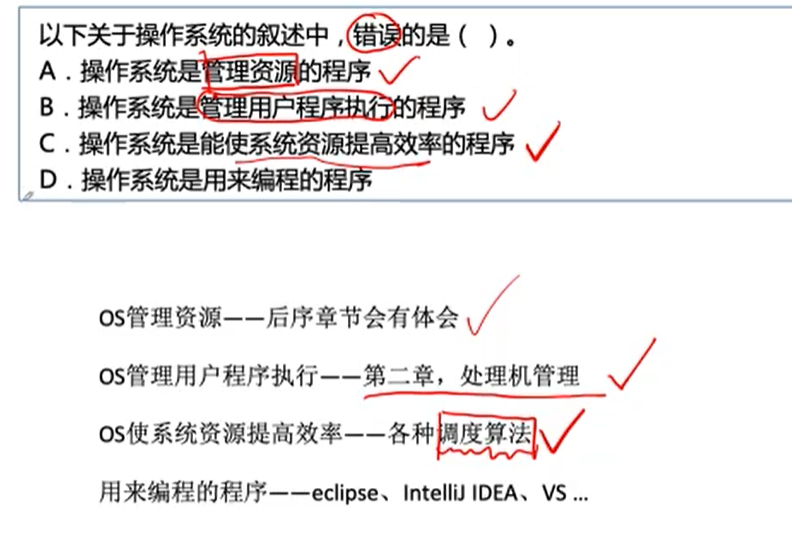 以下关于操作系统的叙述中，错误的是（ ）。
A．操作系统是管理资源的程序
B．操作系统是管理用户程序执行的程序
C．操作系统是能使系统资源提高效率的程序
D．操作系统是用来编程的程序
OS管理资源——后序章节会有体会
OS管理用户程序执行——第二章，处理机管理
OS使系统资源提高效率——各种调度算法
用来编程的程序——eclipse、IntelliJ IDEA、VS ...